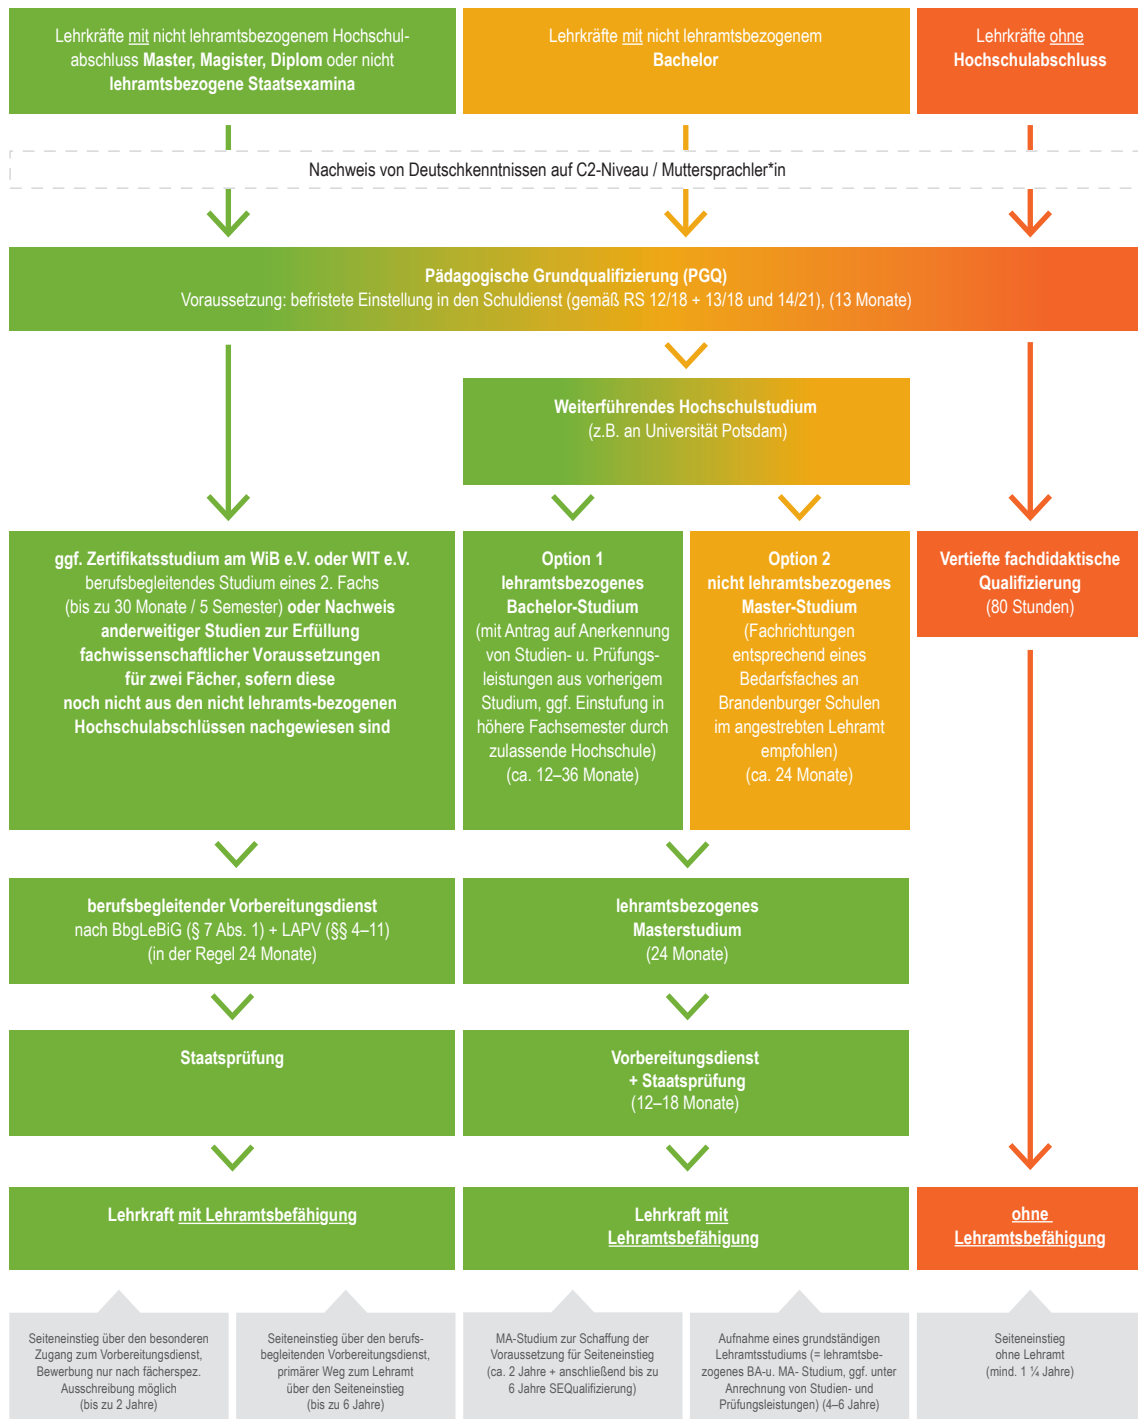 Lehrkräfte mit nicht lehramtsbezogenem Hochschul-
abschluss Master, Magister, Diplom oder nicht
lehramtsbezogene Staatsexamina
Lehrkräfte mit nicht lehramtsbezogenem
Bachelor
Lehrkräfte ohne
Hochschulabschluss
Nachweis von Deutschkenntnissen auf C2-Niveau / Muttersprachler*in
Pädagogische Grundqualifizierung (PGQ)
Voraussetzung: befristete Einstellung in den Schuldienst (gemäß RS 12/18 + 13/18 und 14/21), (13 Monate)
Weiterführendes Hochschulstudium
(z.B. an Universität Potsdam)
ggf. Zertifikatsstudium am WiB e.V. oder WIT e.V.
berufsbegleitendes Studium eines 2. Fachs
(bis zu 30 Monate / 5 Semester) oder Nachweis
anderweitiger Studien zur Erfüllung
fachwissenschaftlicher Voraussetzungen
für zwei Fächer, sofern diese
noch nicht aus den nicht lehramts-bezogenen
Hochschulabschlüssen nachgewiesen sind
Option 1
lehramtsbezogenes
Bachelor-Studium
(mit Antrag auf Anerkennung
von Studien- u. Prüfungs-
leistungen aus vorherigem
Studium, ggf. Einstufung in
höhere Fachsemester durch
zulassende Hochschule)
(ca. 12–36 Monate)
Option 2
nicht lehramtsbezogenes
Master-Studium
(Fachrichtungen
entsprechend eines
Bedarfsfaches an
Brandenburger Schulen
im angestrebten Lehramt
empfohlen)
(ca. 24 Monate)
Vertiefte fachdidaktische
Qualifizierung
(80 Stunden)
berufsbegleitender Vorbereitungsdienst
nach BbgLeBiG (§ 7 Abs. 1) + LAPV (§§ 4–11)
(in der Regel 24 Monate)
lehramtsbezogenes
Masterstudium
(24 Monate)
Staatsprüfung
Vorbereitungsdienst
+ Staatsprüfung
(12–18 Monate)
Lehrkraft mit Lehramtsbefähigung
Lehrkraft mit
Lehramtsbefähigung
ohne
Lehramtsbefähigung
Seiteneinstieg über den besonderen
Zugang zum Vorbereitungsdienst,
Bewerbung nur nach fächerspez.
Ausschreibung möglich
(bis zu 2 Jahre)
Seiteneinstieg über den berufs-
begleitenden Vorbereitungsdienst,
primärer Weg zum Lehramt
über den Seiteneinstieg
(bis zu 6 Jahre)
MA-Studium zur Schaffung der
Voraussetzung für Seiteneinstieg
(ca. 2 Jahre + anschließend bis zu
6 Jahre SEQualifizierung)
Aufnahme eines grundständigen
Lehramtsstudiums (= lehramtsbe-
zogenes BA-u. MA- Studium, ggf. unter
Anrechnung von Studien- und
Prüfungsleistungen) (4–6 Jahre)
Seiteneinstieg
ohne Lehramt
(mind. 1 ¼ Jahre)